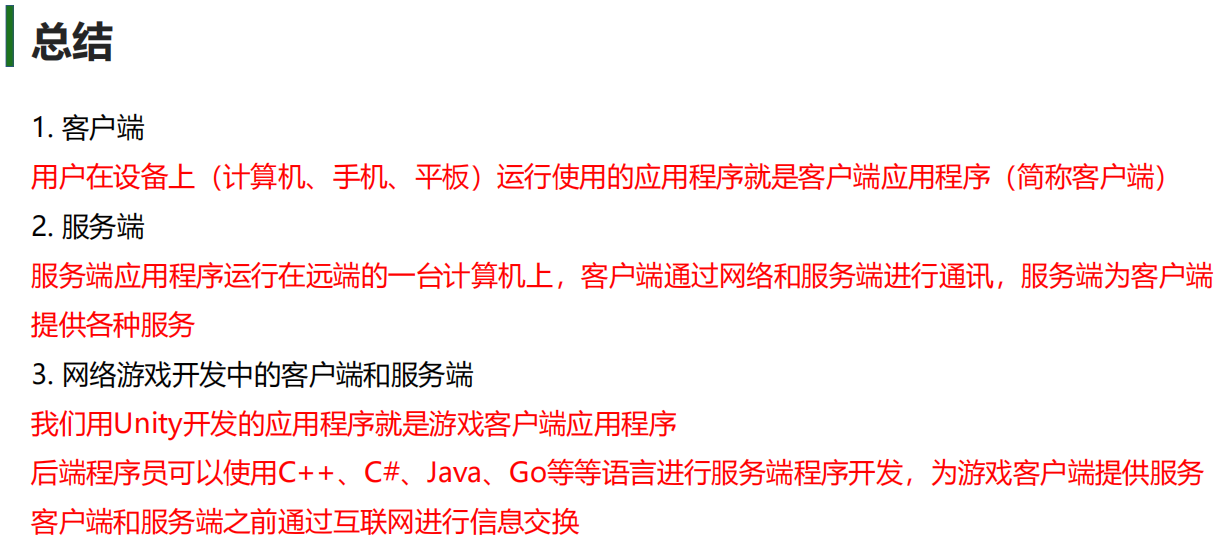 总结
1. 客户端
用户在设备上（计算机、手机、平板）运行使用的应用程序就是客户端应用程序（简称客户端）
2. 服务端
服务端应用程序运行在远端的一台计算机上，客户端通过网络和服务端进行通讯，服务端为客户端
提供各种服务
3. 网络游戏开发中的客户端和服务端
我们用Unity开发的应用程序就是游戏客户端应用程序
后端程序员可以使用C++、C#、Java、Go等等语言进行服务端程序开发，为游戏客户端提供服务
客户端和服务端之前通过互联网进行信息交换